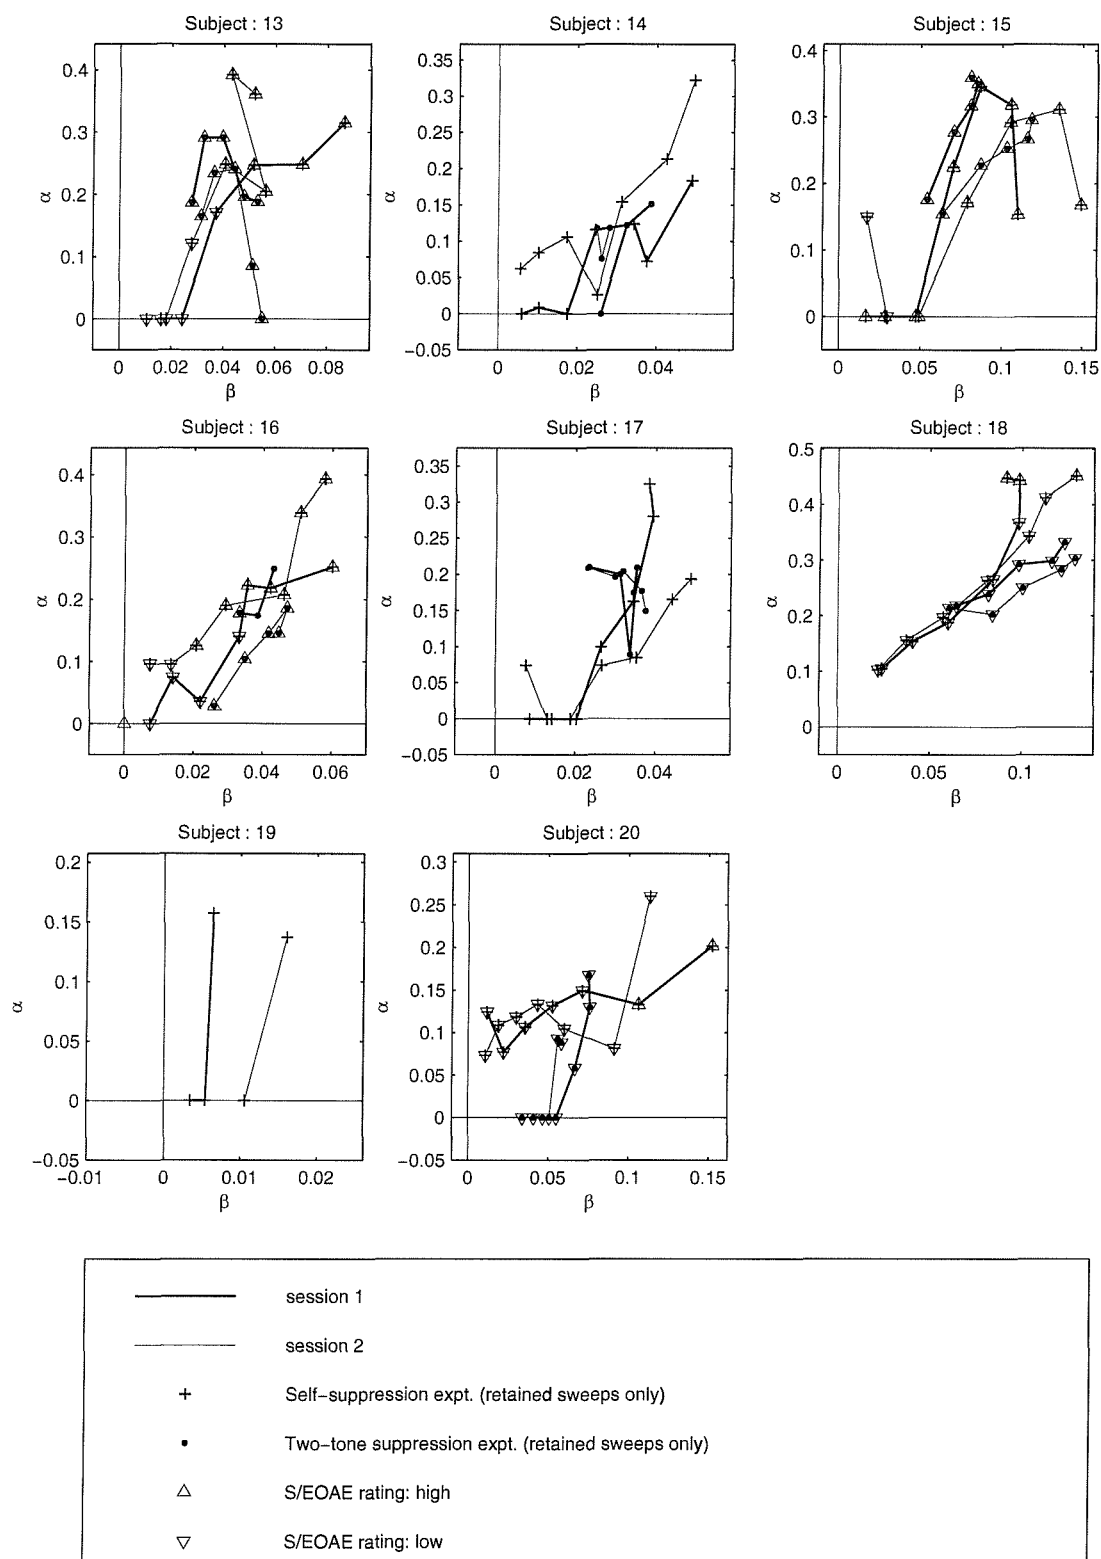 Subject : 13
0.4
0.3
0.2
0.1
0
α
0 0.02 0.04 0.06 0.08
β
Subject : 14
0.35
0.3
0.25
0.2
0.15
0.1
0.05
0
−0.05
α
0 0.02 0.04
β
Subject : 15
0.4
0.3
0.2
0.1
0
α
0 0.05 0.1 0.15
β
Subject : 16
0.4
0.3
0.2
0.1
0
α
0 0.02 0.04 0.06
β
Subject : 17
0.35
0.3
0.25
0.2
0.15
0.1
0.05
0
−0.05
α
0 0.02 0.04
β
Subject : 18
0.5
0.4
0.3
0.2
0.1
0
α
0 0.05 0.1
β
Subject : 19
0.2
0.15
0.1
0.05
0
−0.05
α
−0.01 0 0.01 0.02
β
Subject : 20
0.3
0.25
0.2
0.15
0.1
0.05
0
−0.05
α
0 0.05 0.1 0.15
β
session 1
session 2
Self−suppression expt. (retained sweeps only)
Two−tone suppression expt. (retained sweeps only)
S/EOAE rating: high
S/EOAE rating: low